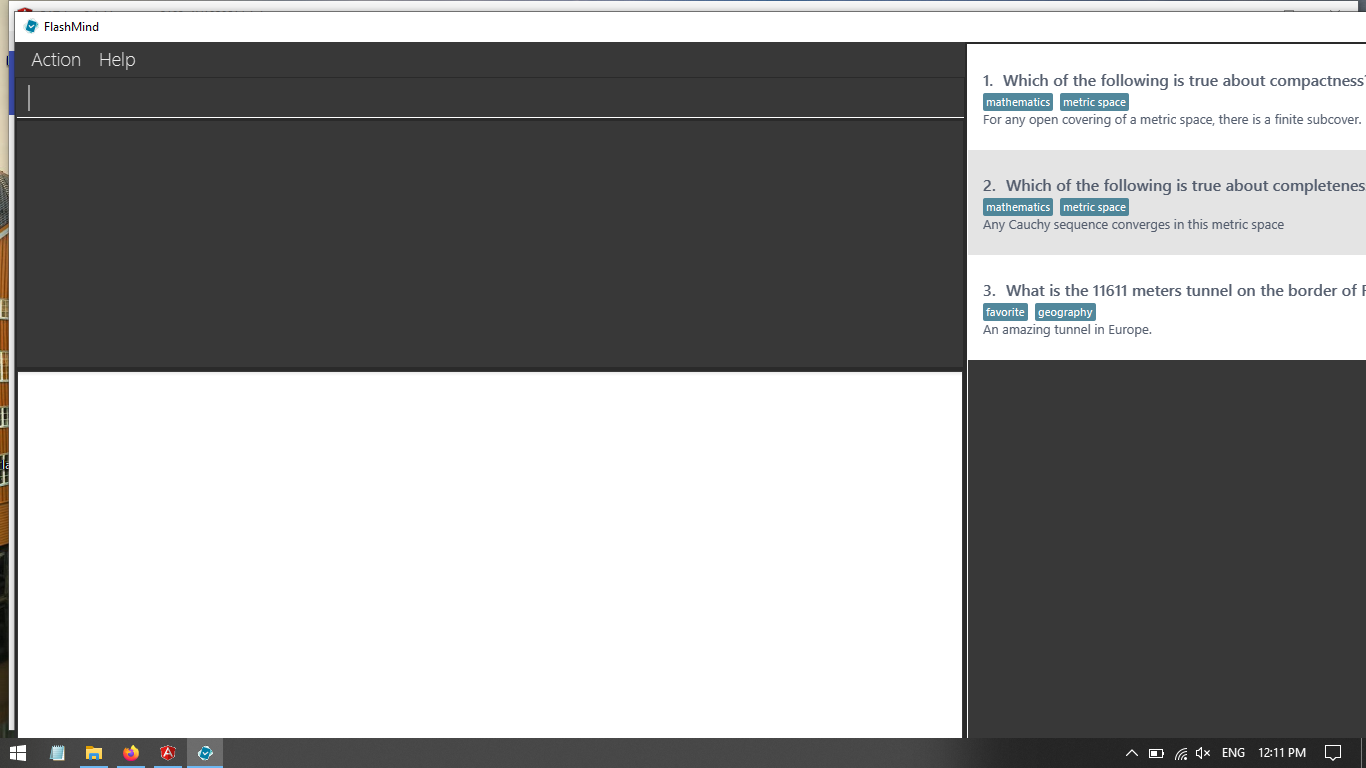 FlashMind
Action Help
1. Which of the following is true about compactness?
mathematics metric space
For any open covering of a metric space, there is a finite subcover.
2. Which of the following is true about completenes
mathematics metric space
Any Cauchy sequence converges in this metric space
3. What is the 11611 meters tunnel on the border of F
favorite geography
An amazing tunnel in Europe.
ENG 12:11 PM